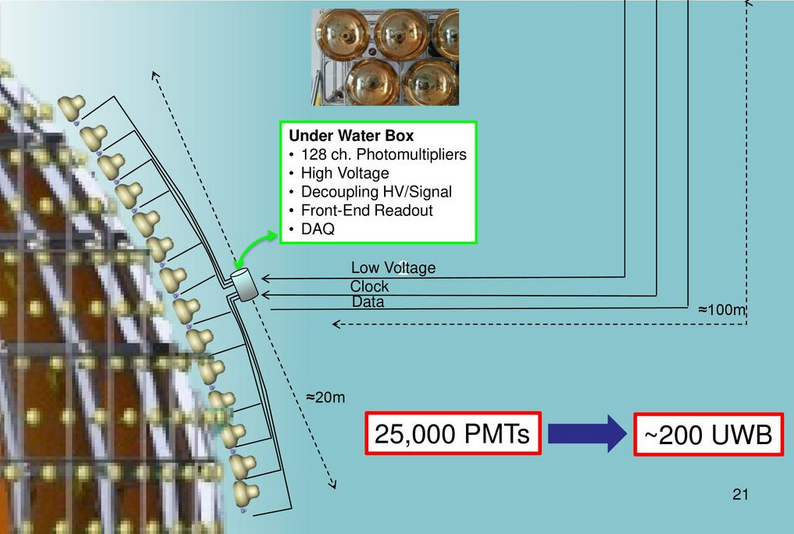 Under Water Box
• 128 ch. Photomultipliers
• High Voltage
• Decoupling HV/Signal
• Front-End Readout
• DAQ
Low Voltage
Clock
Data
≈100m
≈20m
25,000 PMTs
~200 UWB
21